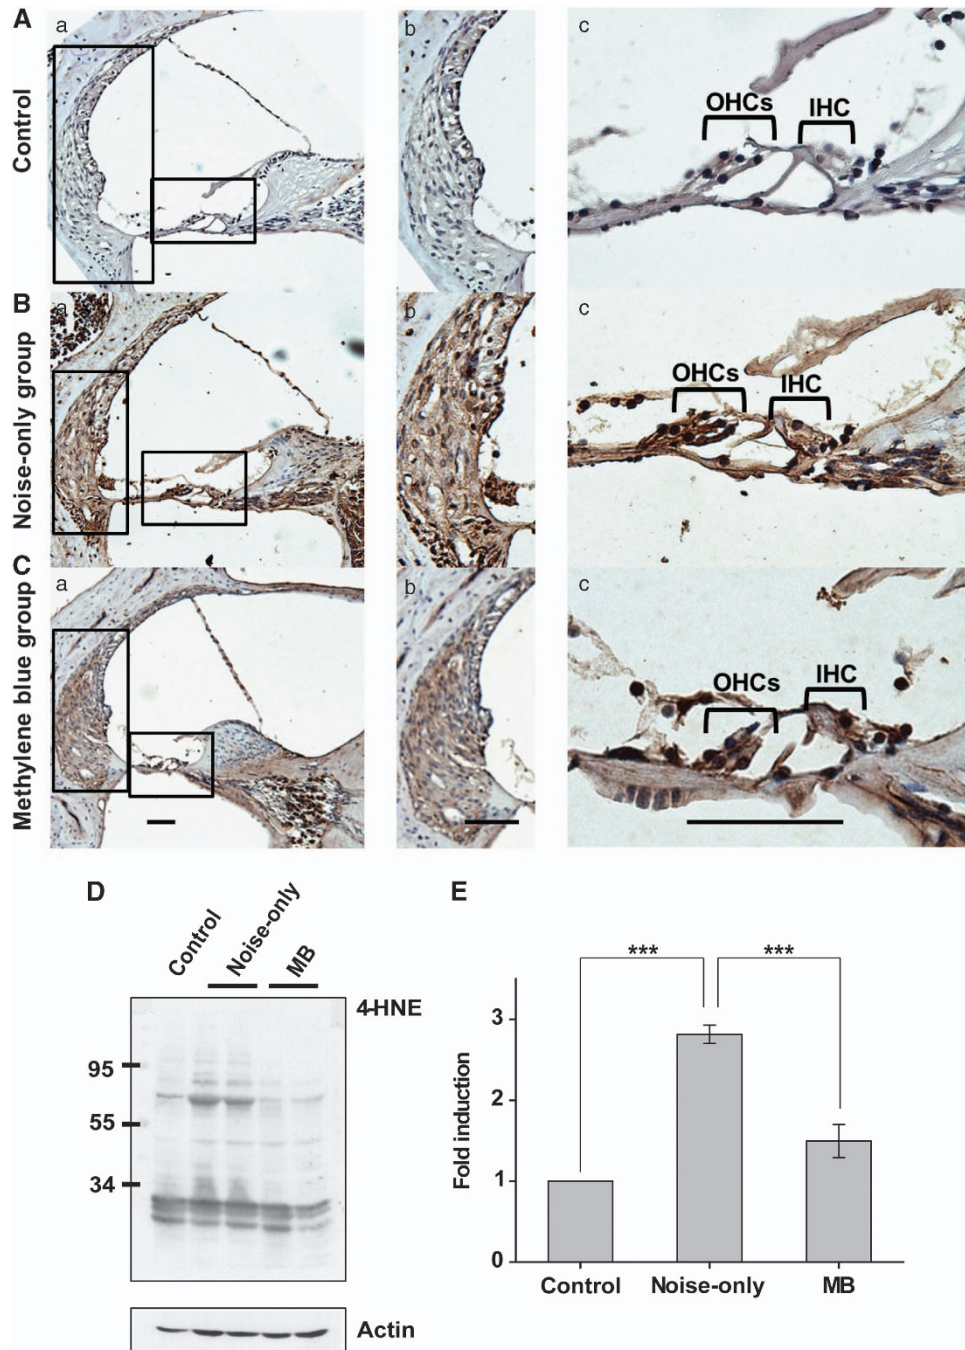 A
a
b
c
Control
OHCs
IHC
B
a
b
c
Noise-only group
OHCs
IHC
C
a
b
c
Methylene blue group
OHCs
IHC
D
Control
Noise-only
MB
4-HNE
95
55
34
Actin
E
***
***
Fold induction
3
2
1
0
Control
Noise-only
MB